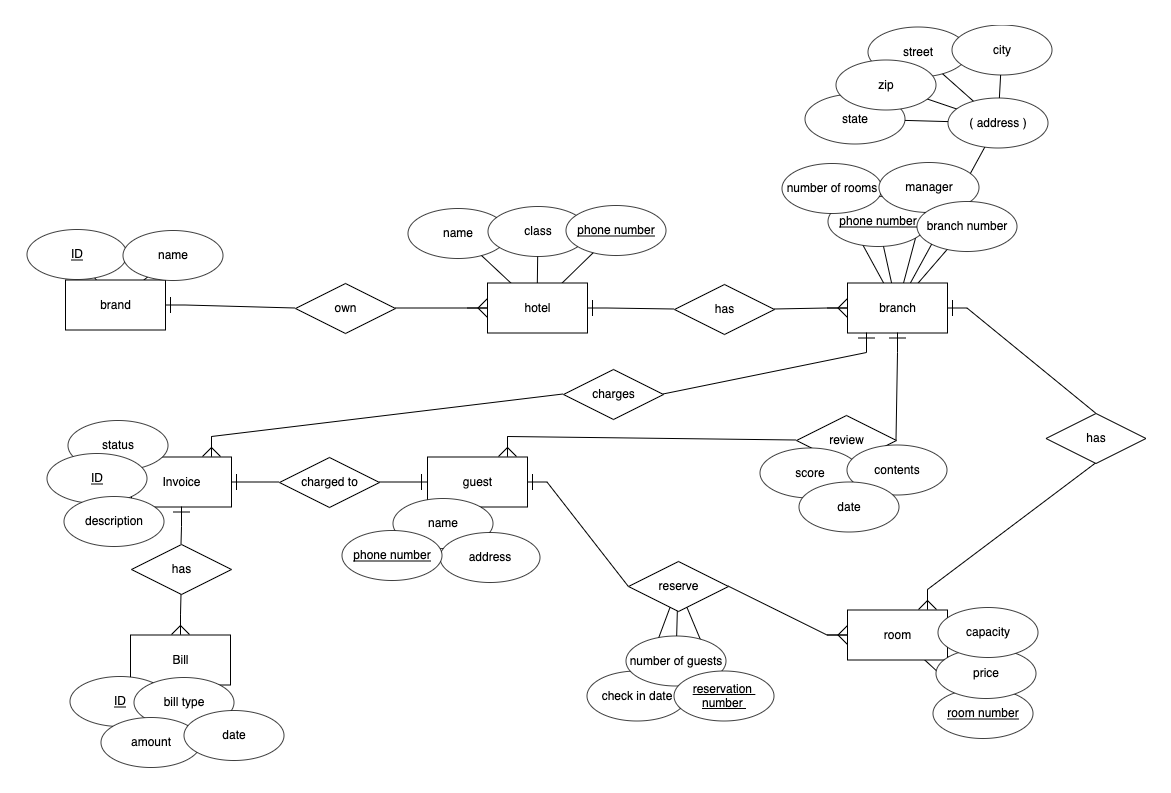 street
city
zip
state
( address )
number of rooms
manager
phone number
branch number
name
class
phone number
ID
name
brand
own
hotel
has
branch
charges
status
ID
Invoice
description
charged to
guest
name
phone number
address
review
score
contents
date
has
has
reserve
number of guests
check in date
reservation
number
room
capacity
price
room number
Bill
ID
bill type
amount
date